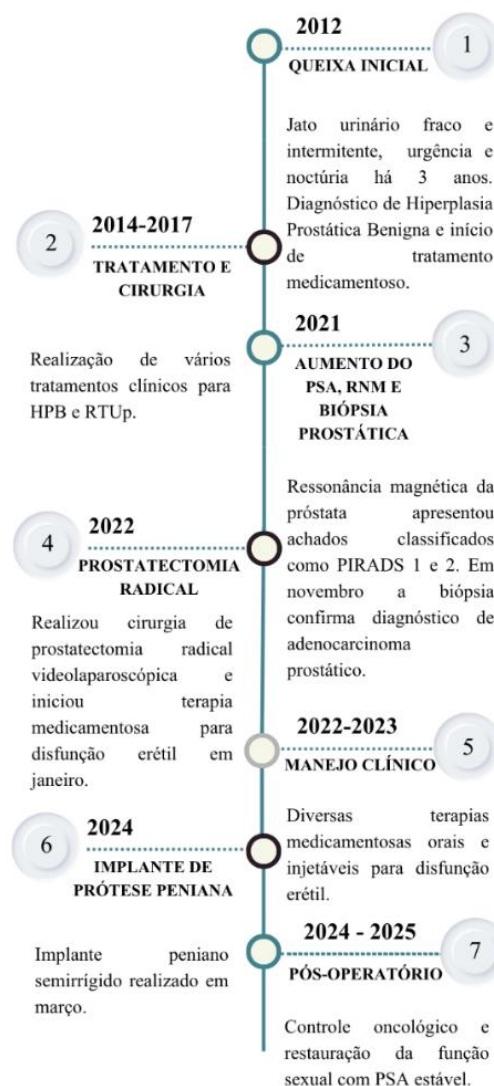 2012
1
QUEIXA INICIAL
Jato urinário fraco e
intermitente, urgência e
noctúria há 3 anos.
Diagnóstico de Hiperplasia
Prostática Benigna e início
de tratamento
medicamentoso.
2
2014-2017
TRATAMENTO E
CIRURGIA
Realização de vários
tratamentos clínicos para
HPB e RTUp.
2021
3
AUMENTO DO
PSA, RNM E
BIÓPSIA
PROSTÁTICA
Ressonância magnética da
próstata apresentou
achados classificados
como PIRADS 1 e 2. Em
novembro a biópsia
confirma diagnóstico de
adenocarcinoma
prostático.
4
2022
PROSTATECTOMIA
RADICAL
Realizou cirurgia de
prostatectomia radical
videolaparoscópica e
iniciou terapia
medicamentosa para
disfunção erétil em
janeiro.
2022-2023
5
MANEJO CLÍNICO
Diversas terapias
medicamentosas orais e
injetáveis para disfunção
erétil.
6
2024
IMPLANTE DE
PRÓTESE PENIANA
Implante peniano
semirrígido realizado em
março.
2024 - 2025
7
PÓS-OPERATÓRIO
Controle oncológico e
restauração da função
sexual com PSA estável.